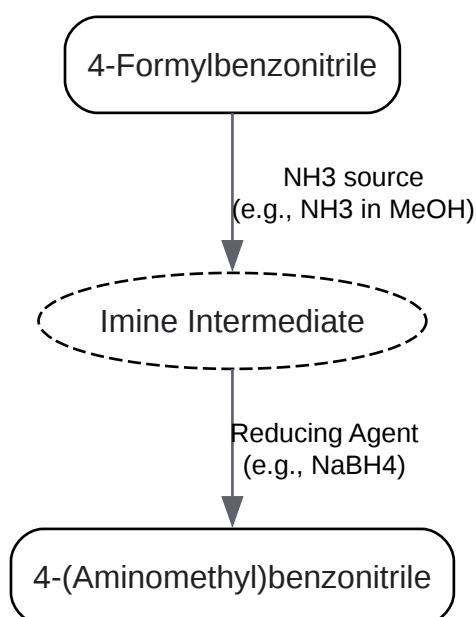 4-Formylbenzonitrile
NH3 source
(e.g., NH3 in MeOH)
Imine Intermediate
Reducing Agent
(e.g., NaBH4)
4-(Aminomethyl)benzonitrile